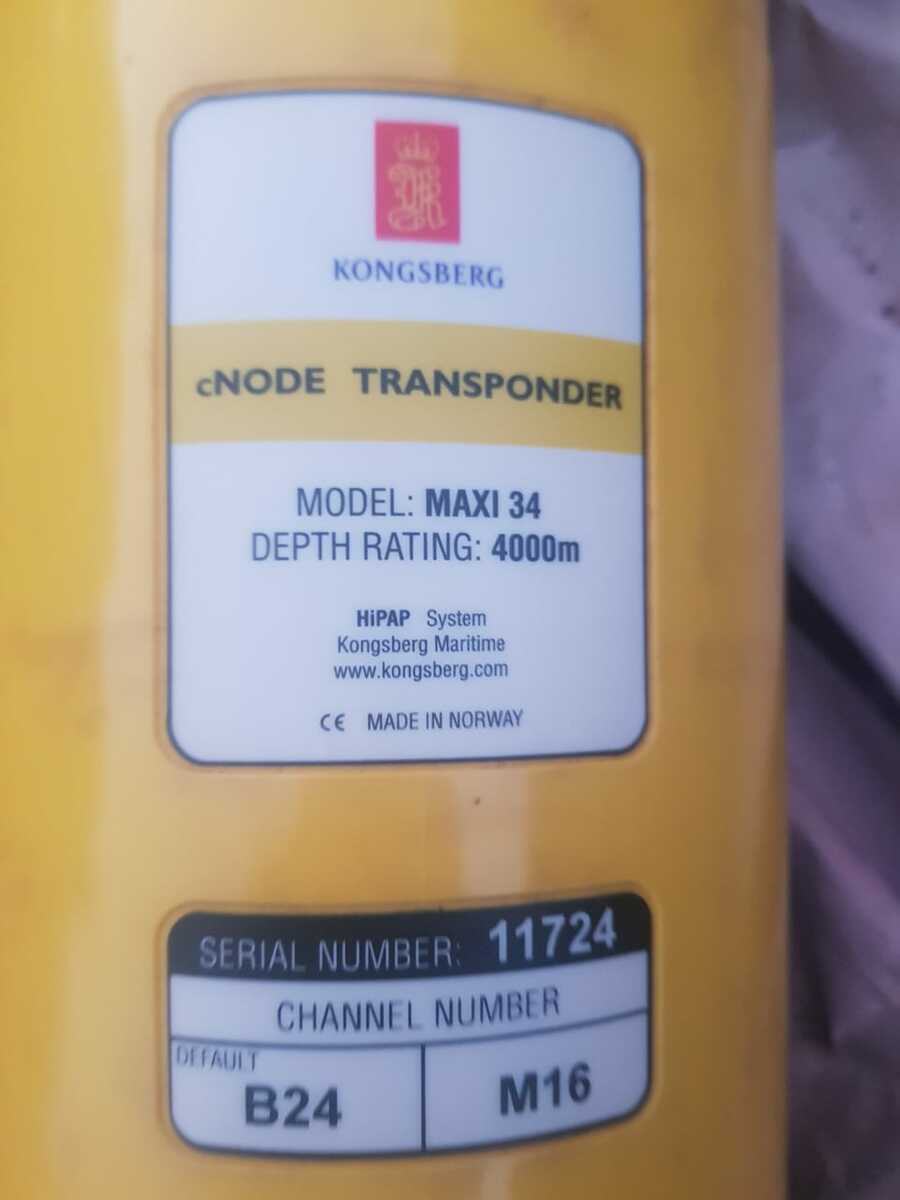 KONGSBERG
cNODE TRANSPONDER
MODEL: MAXI 34
DEPTH RATING: 4000m
HiPAP System
Kongsberg Maritime
www.kongsberg.com
CE MADE IN NORWAY
SERIAL NUMBER: 11724
CHANNEL NUMBER
DEFAULT
B24 M16